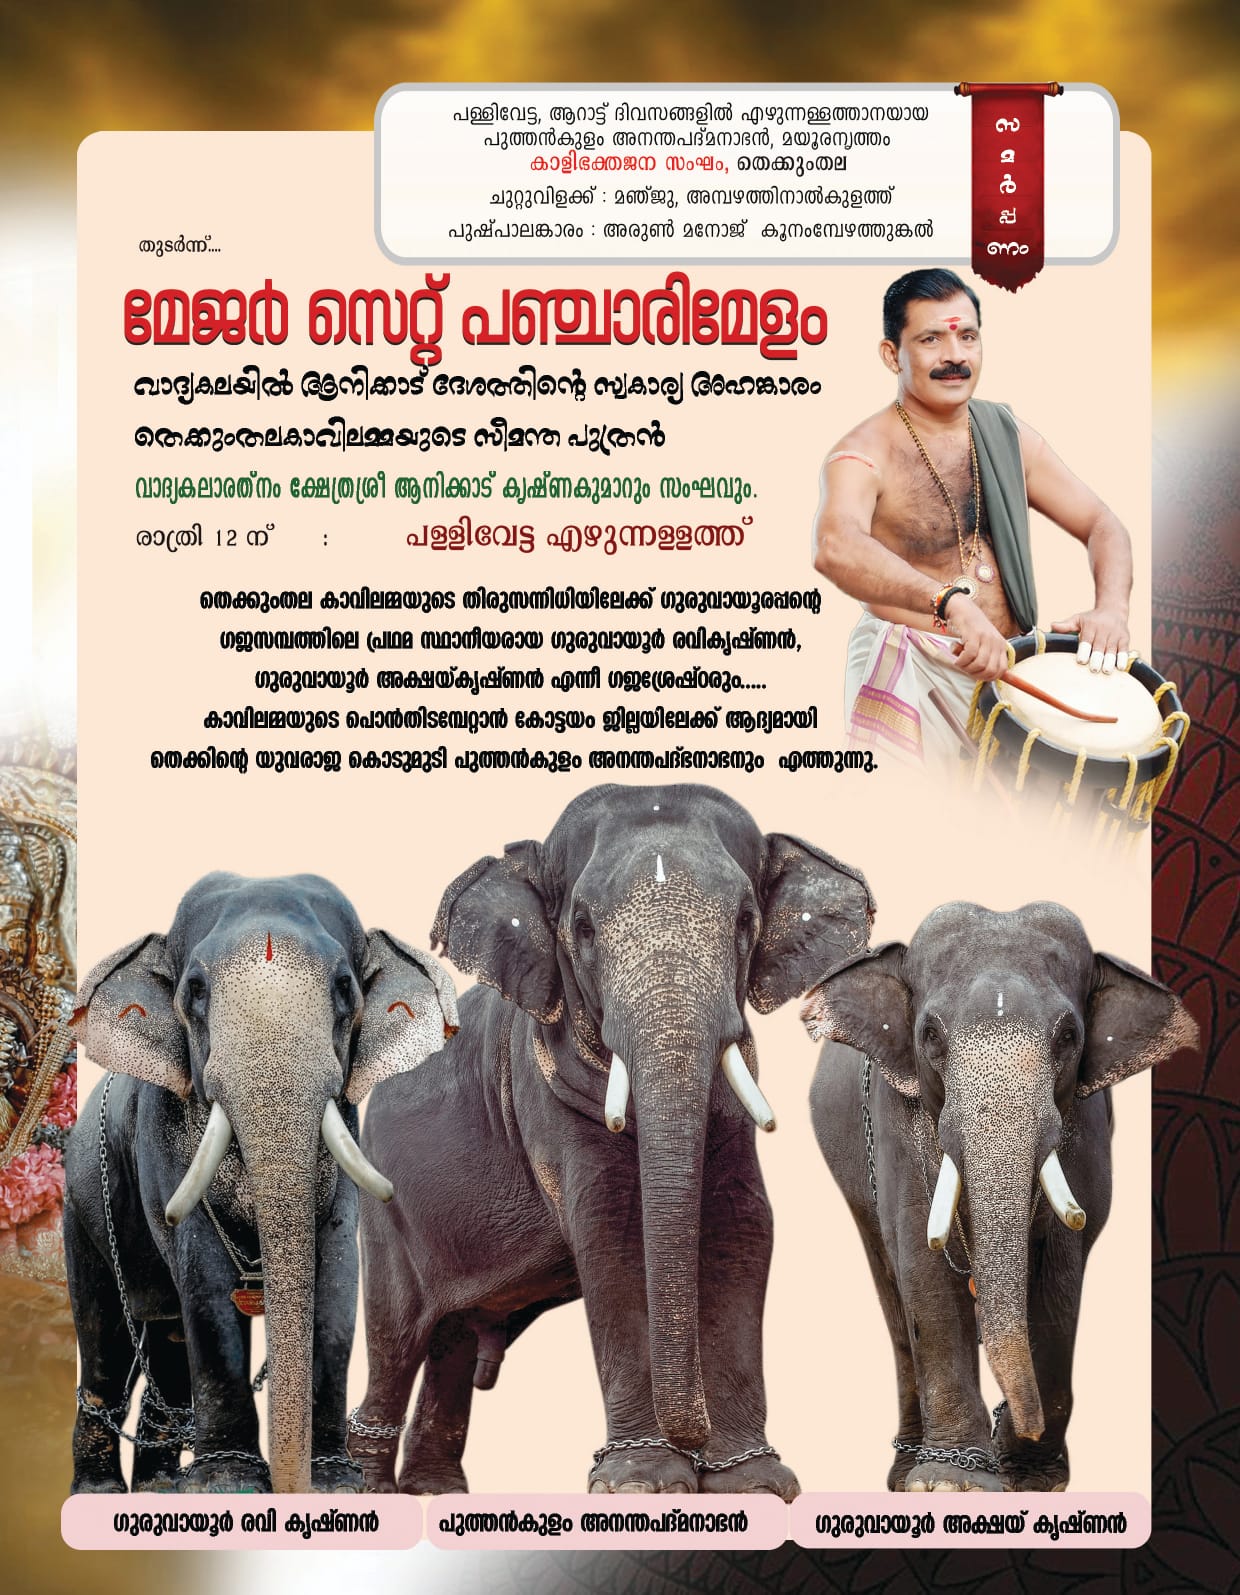 പള്ളിവേട്ട, ആറാട്ട് ദിവസങ്ങളിൽ എഴുന്നള്ളത്താനയായ
പുത്തൻകുളം അനന്തപദ്മനാഭൻ, മയൂരനൃത്തം
കാളിഭക്തജന സംഘം, തെക്കുംതല
ചുറ്റുവിളക്ക് : മഞ്ജു, അമ്പഴത്തിനാൽകുളത്ത്
പുഷ്പാലങ്കാരം : അരുൺ മനോജ് കൂനംമ്പേഴത്തുങ്കൽ
സമർപ്പണം
തുടർന്ന്....
മേജർ സെറ്റ് പഞ്ചാരിമേളം
വാദ്യകലയിൽ ആനിക്കാട് ദേശത്തിന്റെ സ്വകാര്യ അഹങ്കാരം
തെക്കുംതലകാവിലമ്മയുടെ സീമന്ത പുത്രൻ
വാദ്യകലാരത്നം ക്ഷേത്രശ്രീ ആനിക്കാട് കൃഷ്ണകുമാറും സംഘവും.
രാത്രി 12 ന് : പള്ളിവേട്ട എഴുന്നള്ളത്ത്
തെക്കുംതല കാവിലമ്മയുടെ തിരുസന്നിധിയിലേക്ക് ഗുരുവായൂരപ്പന്റെ
ഗജസമ്പത്തിലെ പ്രഥമ സ്ഥാനീയരായ ഗുരുവായൂർ രവികൃഷ്ണൻ,
ഗുരുവായൂർ അക്ഷയ്കൃഷ്ണൻ എന്നീ ഗജശ്രേഷ്ഠരും.....
കാവിലമ്മയുടെ പൊൻതിടമ്പേറ്റാൻ കോട്ടയം ജില്ലയിലേക്ക് ആദ്യമായി
തെക്കിന്റെ യുവരാജ കൊടുമുടി പുത്തൻകുളം അനന്തപദ്ഭനാഭനും എത്തുന്നു.
ഗുരുവായൂർ രവി കൃഷ്ണൻ
പുത്തൻകുളം അനന്തപദ്മനാഭൻ
ഗുരുവായൂർ അക്ഷയ് കൃഷ്ണൻ